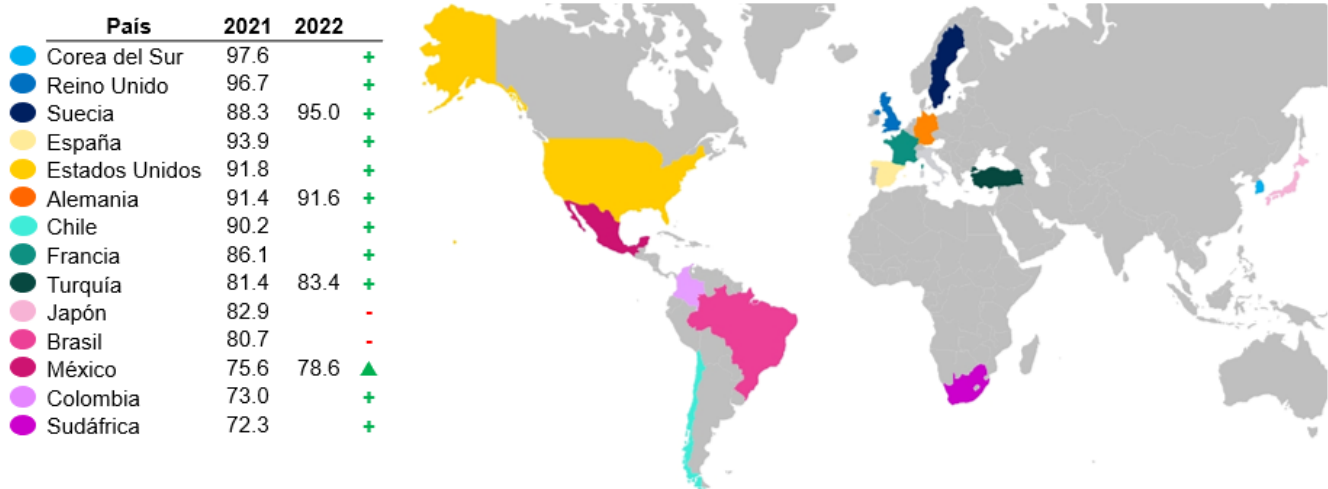 País 2021 2022
Corea del Sur 97.6 +
Reino Unido 96.7 +
Suecia 88.3 95.0 +
España 93.9 +
Estados Unidos 91.8 +
Alemania 91.4 91.6 +
Chile 90.2 +
Francia 86.1 +
Turquía 81.4 83.4 +
Japón 82.9 -
Brasil 80.7 -
México 75.6 78.6 ▲
Colombia 73.0 +
Sudáfrica 72.3 +